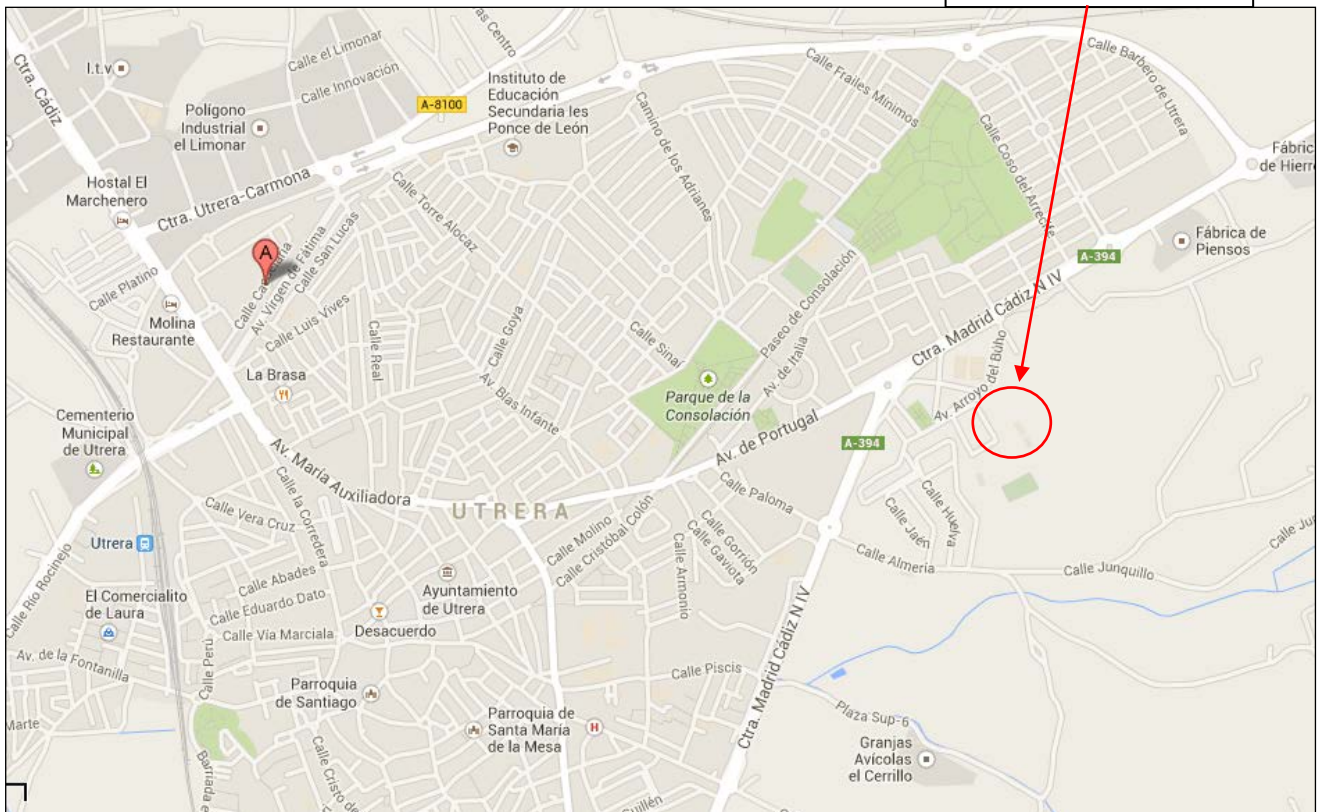 Ctra. Cádiz
I.t.v
Calle el Limonar
Calle Innovación
Polígono
Industrial
el Limonar
A-8100
Instituto de
Educación
Secundaria Ies
Ponce de León
Calle Frailes Mínimos
Calle Barbero de Utrera
Camino de los Adrianes
Calle Coso del Arrecife
Hostal El
Marchenero
Ctra. Utrera-Carmona
Calle Torre Alocaz
Fábrica de
Piensos
A-394
A
Av. Virgen de Fátima
Calle San Lucas
Calle Platino
Calle Luis Vives
Molina
Restaurante
Calle Real
Calle Goya
Calle Sinaí
Paseo de Consolación
Av. de Italia
Ctra. Madrid Cádiz N IV
La Brasa
Av. Blas Infante
Parque de la
Consolación
Av. Arroyo del Búho
Cementerio
Municipal
de Utrera
Av. de Portugal
A-394
Av. María Auxiliadora
Calle la Corredera
Calle Vera Cruz
UTRERA
Calle Paloma
Calle Molino
Calle Cristóbal Colón
Calle Gorrión
Calle Gaviota
Calle Armonio
Calle Jaén
Calle Huelva
Calle Almería
Calle Junquillo
Utrera
Calle Río Rocinejo
Calle Abades
Ayuntamiento
de Utrera
El Comercialito
de Laura
Calle Eduardo Dato
Desacuerdo
Calle Vía Marciala
Av. de la Fontanilla
Calle Peru
Calle Piscis
Ctra. Madrid Cádiz N IV
Parroquia
de Santiago
Parroquia de
Santa María
de la Mesa
H
Plaza Sup-6
Granjas
Avícolas
el Cerrillo
Marte
Calle Cristo de